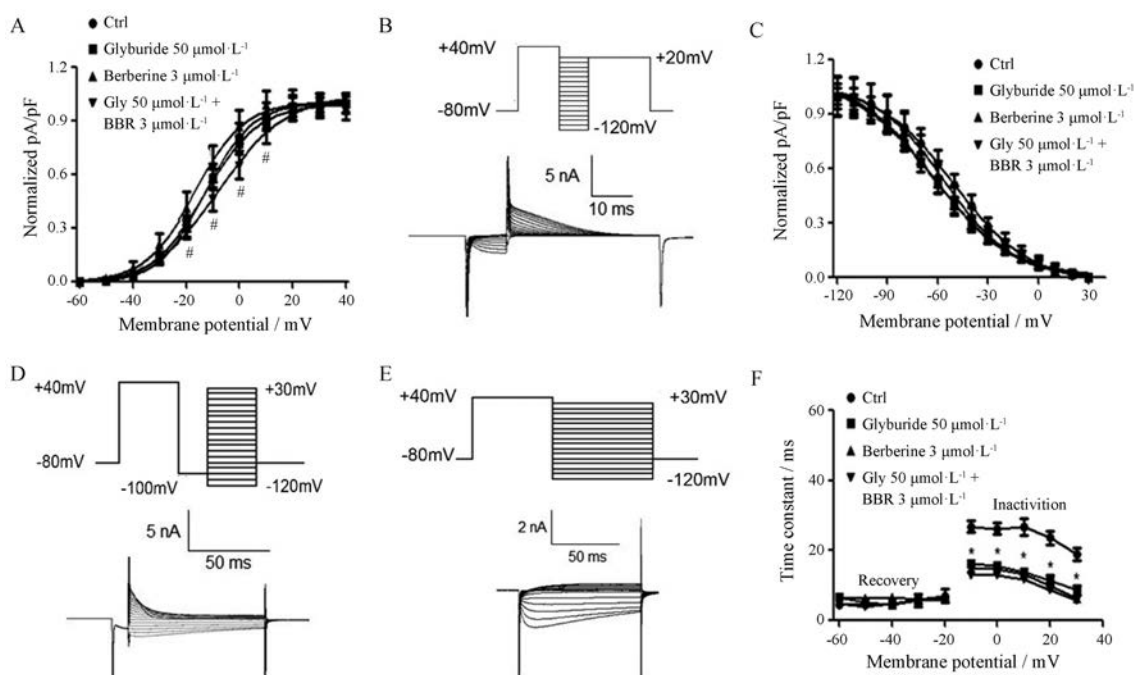 A
Ctrl
Glyburide 50 μmol·L-1
Berberine 3 μmol·L-1
Gly 50 μmol·L-1 +
BBR 3 μmol·L-1
1.2
0.9
0.6
0.3
0.0
Normalized pA/pF
#
#
#
#
-60 -40 -20 0 20 40
Membrane potential / mV
B
+40mV
+20mV
-80mV
-120mV
5 nA
10 ms
C
Ctrl
Glyburide 50 μmol·L-1
Berberine 3 μmol·L-1
Gly 50 μmol·L-1 +
BBR 3 μmol·L-1
1.2
0.9
0.6
0.3
0.0
Normalized pA/pF
-120 -90 -60 -30 0 30
Membrane potential / mV
D
+40mV
+30mV
-80mV
-100mV
-120mV
5 nA
50 ms
E
+40mV
+30mV
-80mV
-120mV
2 nA
50 ms
F
Ctrl
Glyburide 50 μmol·L-1
Berberine 3 μmol·L-1
Gly 50 μmol·L-1 +
BBR 3 μmol·L-1
60
40
20
0
Time constant / ms
Inactivition
* * * * *
Recovery
-60 -40 -20 0 20 40
Membrane potential / mV